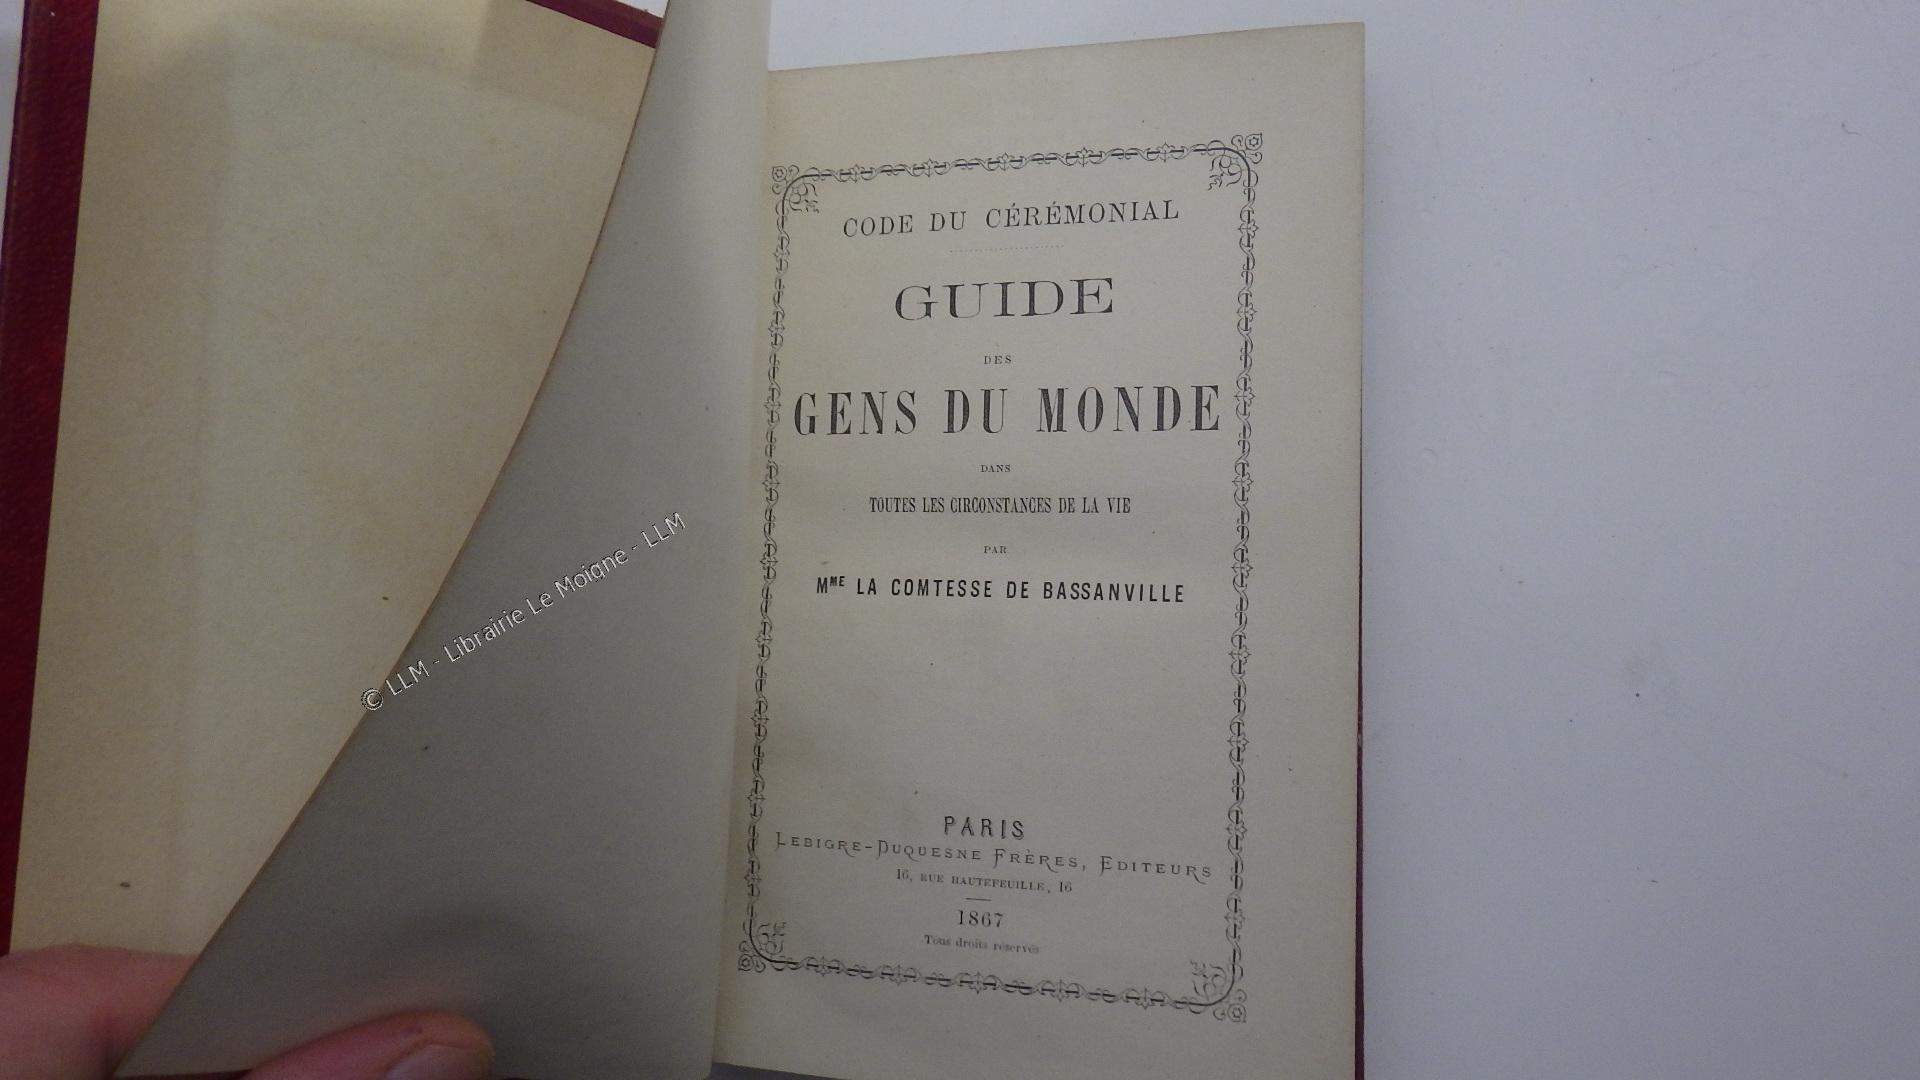 CODE DU CÉRÉMONIAL
GUIDE
DES
GENS DU MONDE
DANS
TOUTES LES CIRCONSTANCES DE LA VIE
PAR
MME LA COMTESSE DE BASSANVILLE
PARIS
LEBIGRE-DUQUESNE FRÈRES, EDITEURS
16, RUE HAUTEFEUILLE, 16
1867
Tous droits réservés
© LLM - Librairie Le Moigne - LLM